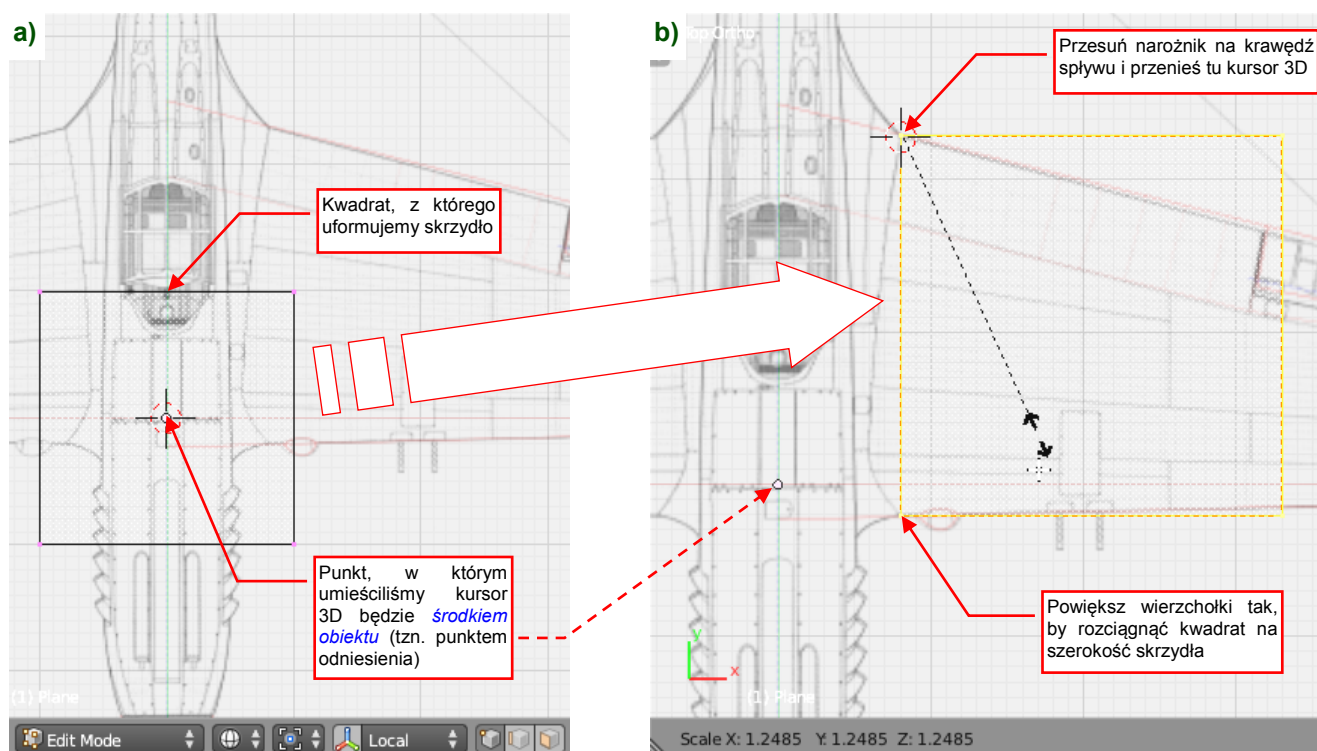 a)
Kwadrat, z którego
uformujemy skrzydło
Punkt, w którym
umieściliśmy kursor
3D będzie środkiem
obiektu (tzn. punktem
odniesienia)
(1) Plane
Edit Mode
Local
b)
Top Ortho
Przesuń narożnik na krawędź
spływu i przenieś tu kursor 3D
Powiększ wierzchołki tak,
by rozciągnąć kwadrat na
szerokość skrzydła
y
x
(1) Plane
Scale X: 1.2485 Y: 1.2485 Z: 1.2485